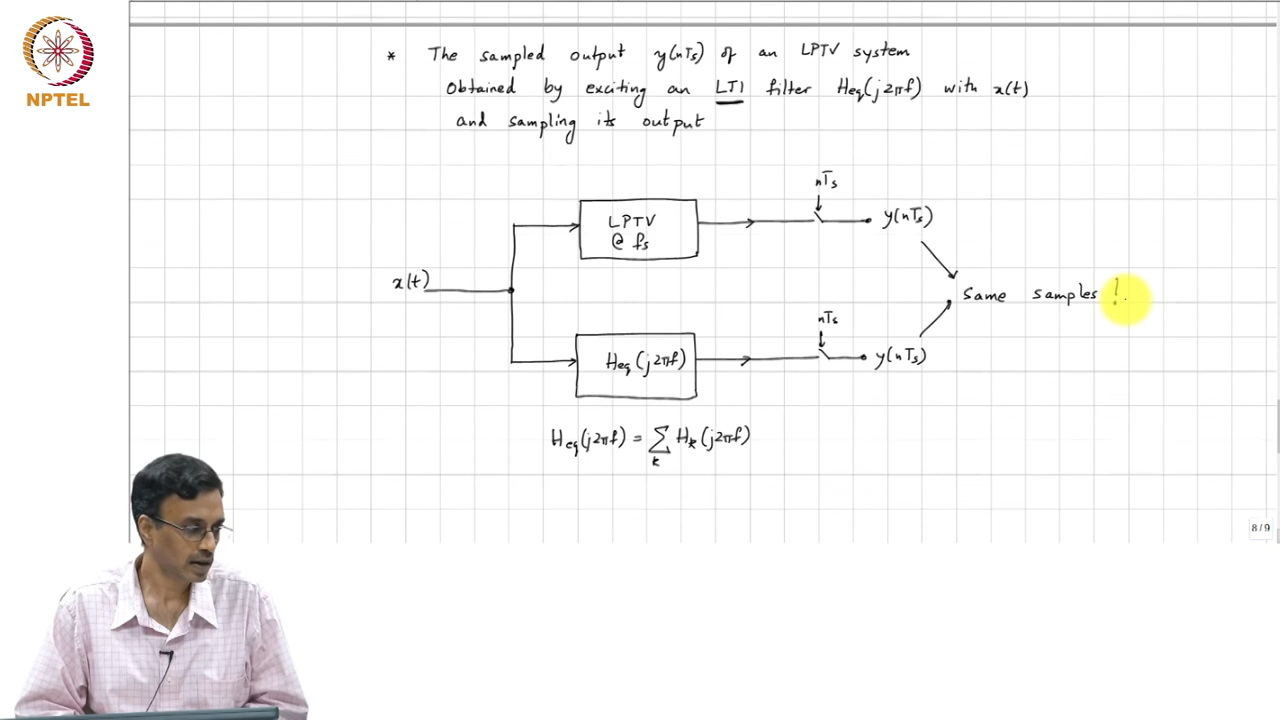 NPTEL
* The sampled output y(nTs) of an LPTV system
obtained by exciting an LTI filter Heq(j2πf) with x(t)
and sampling its output
nTs
LPTV
@ fs
y(nTs)
x(t)
Same samples !.
nTs
Heq(j2πf)
y(nTs)
Heq(j2πf) = ∑k Hk(j2πf)
8/9